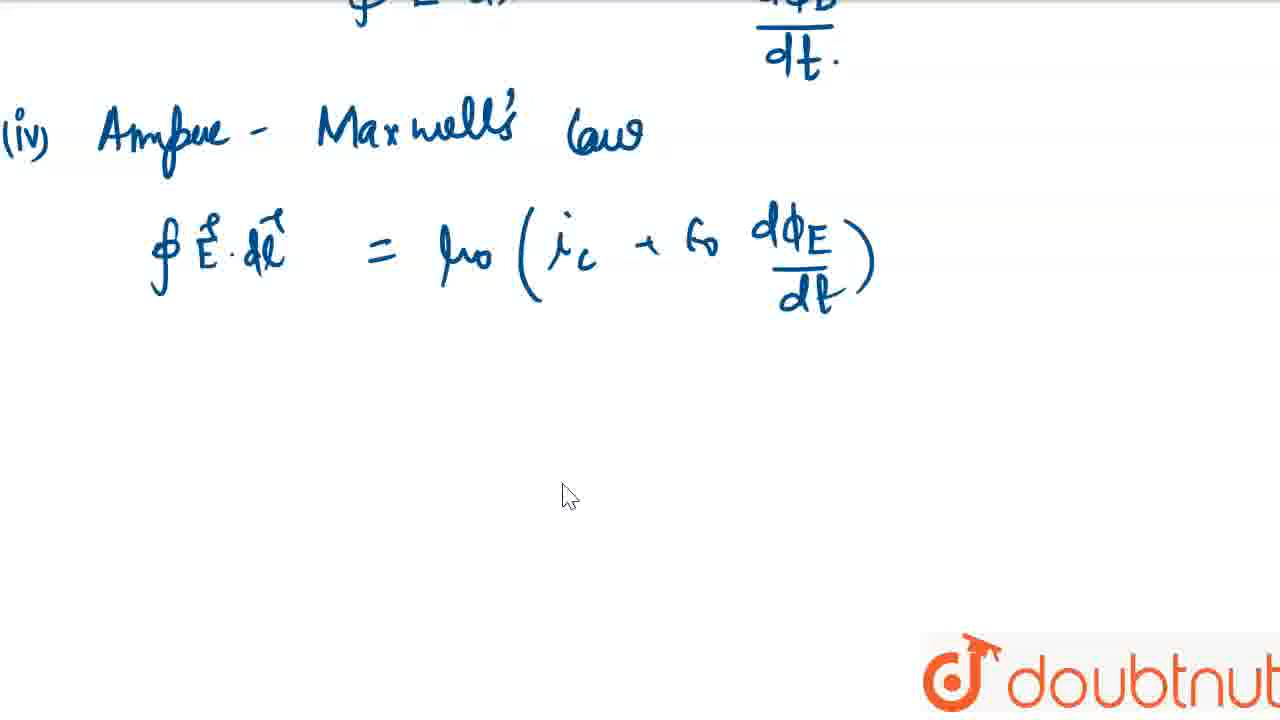 dt.
(iv) Ampere - Maxwell's law
∮ E⃗ . dl⃗ = μ₀ ( i_c + ε₀ dϕ_E/dt )
doubtnut